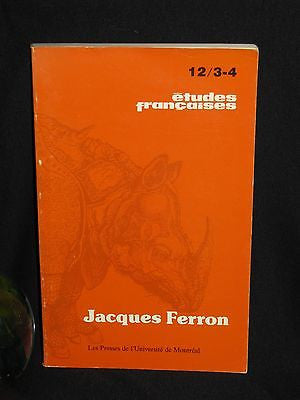 12/3-4
études
françaises
Jacques Ferron
Les Presses de l'Université de Montréal